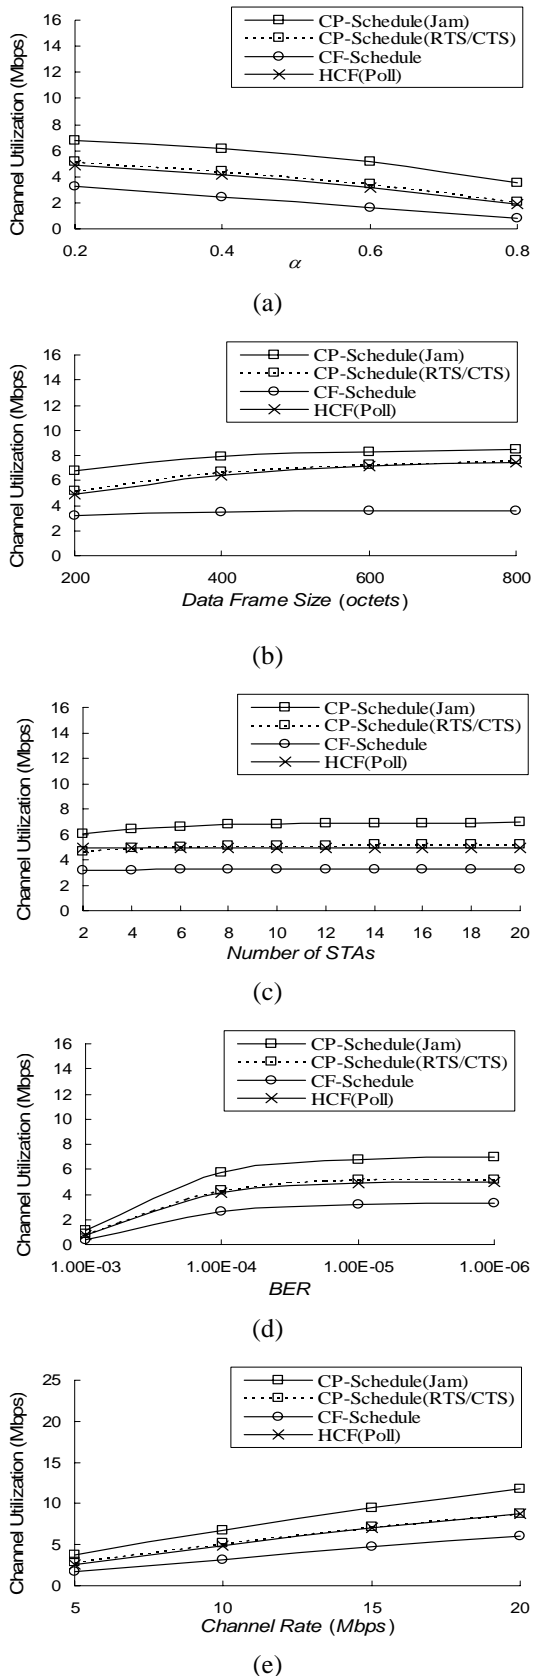 16
14
12
10
8
6
4
2
0
Channel Utilization (Mbps)
CP-Schedule(Jam)
CP-Schedule(RTS/CTS)
CF-Schedule
HCF(Poll)
0.2 0.4 0.6 0.8
α
(a)
16
14
12
10
8
6
4
2
0
Channel Utilization (Mbps)
CP-Schedule(Jam)
CP-Schedule(RTS/CTS)
CF-Schedule
HCF(Poll)
200 400 600 800
Data Frame Size (octets)
(b)
16
14
12
10
8
6
4
2
0
Channel Utilization (Mbps)
CP-Schedule(Jam)
CP-Schedule(RTS/CTS)
CF-Schedule
HCF(Poll)
2 4 6 8 10 12 14 16 18 20
Number of STAs
(c)
16
14
12
10
8
6
4
2
0
Channel Utilization (Mbps)
CP-Schedule(Jam)
CP-Schedule(RTS/CTS)
CF-Schedule
HCF(Poll)
1.00E-03 1.00E-04 1.00E-05 1.00E-06
BER
(d)
25
20
15
10
5
0
Channel Utilization (Mbps)
CP-Schedule(Jam)
CP-Schedule(RTS/CTS)
CF-Schedule
HCF(Poll)
5 10 15 20
Channel Rate (Mbps)
(e)